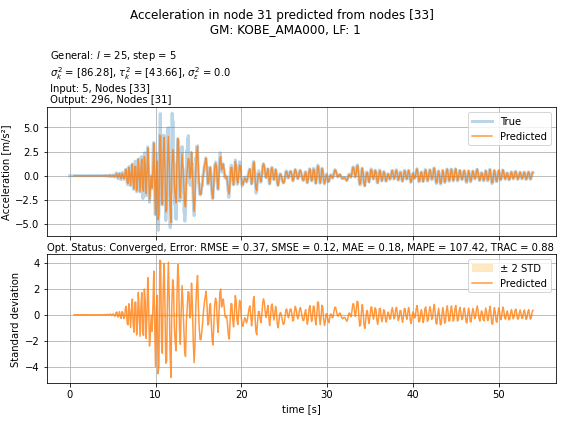 Acceleration in node 31 predicted from nodes [33]
GM: KOBE_AMA000, LF: 1
General: l = 25, step = 5
σ²ₖ = [86.28], τ²ₖ = [43.66], σ²ε = 0.0
Input: 5, Nodes [33]
Output: 296, Nodes [31]
Acceleration [m/s²]
5.0
2.5
0.0
−2.5
−5.0
True
Predicted
Opt. Status: Converged, Error: RMSE = 0.37, SMSE = 0.12, MAE = 0.18, MAPE = 107.42, TRAC = 0.88
Standard deviation
4
2
0
−2
−4
± 2 STD
Predicted
0 10 20 30 40 50
time [s]